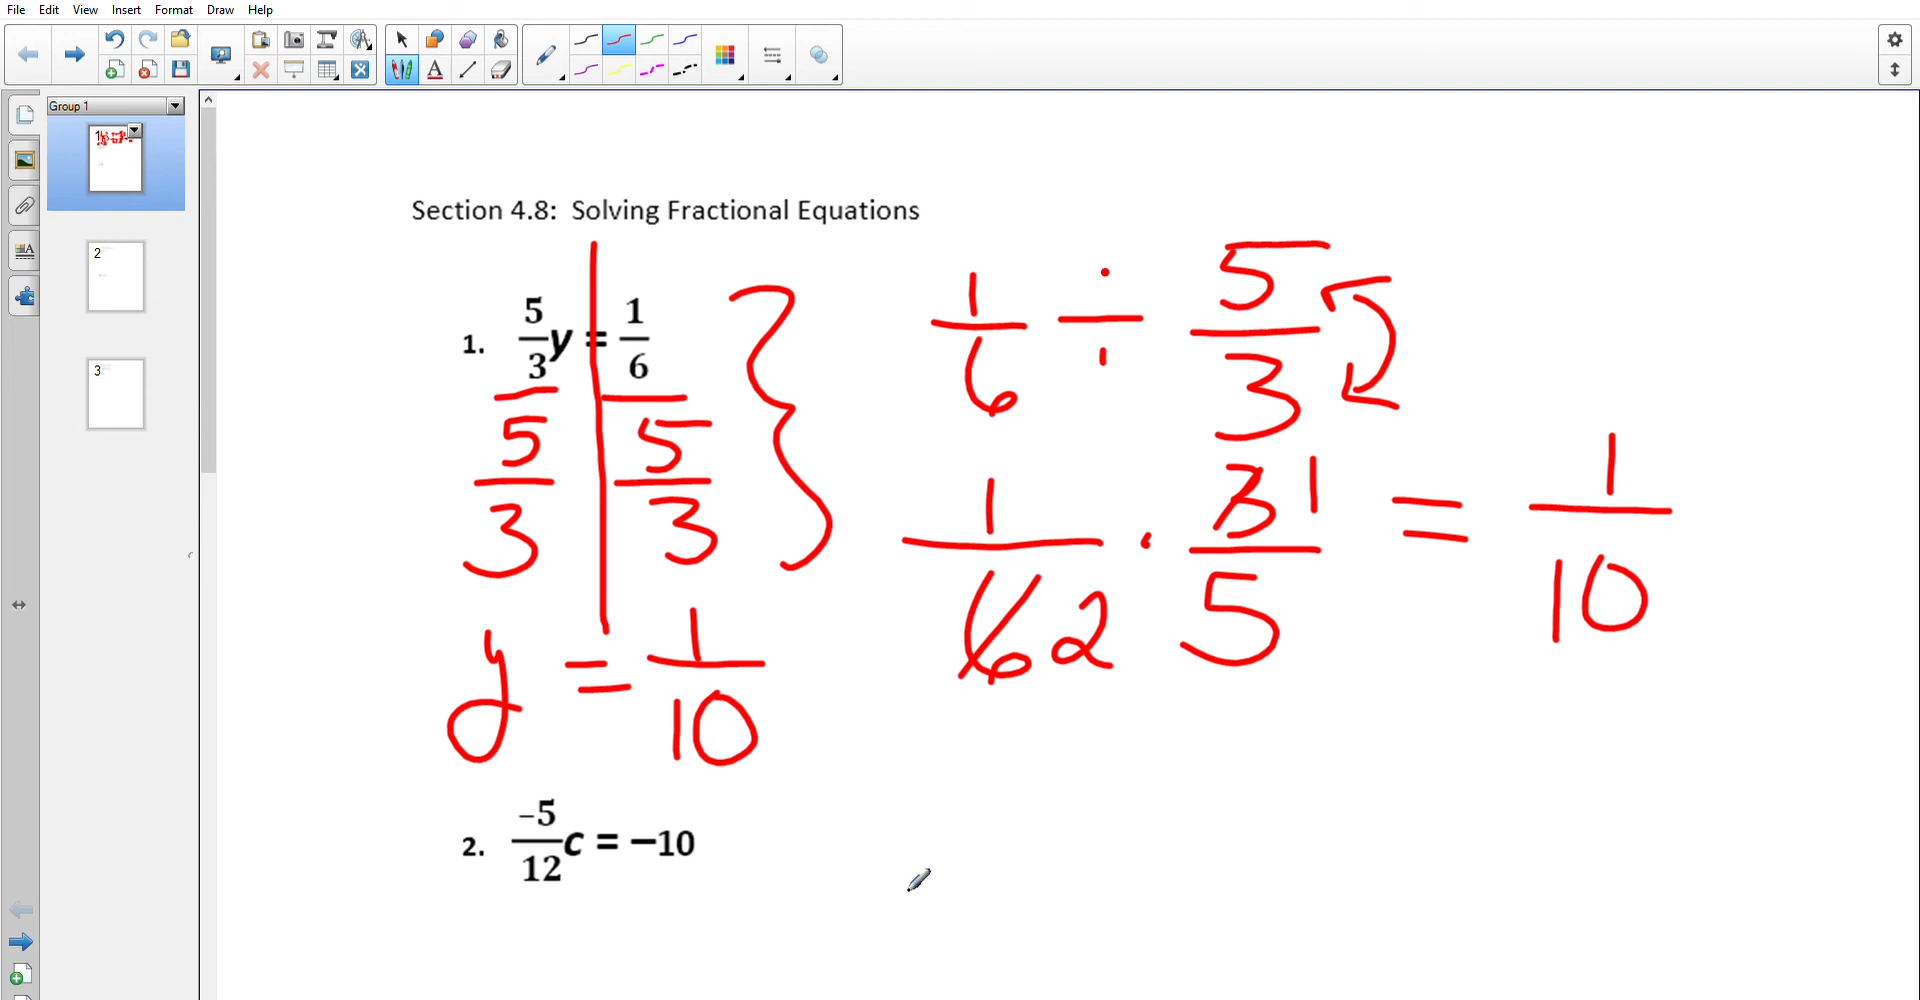 File Edit View Insert Format Draw Help
Group 1
1
2
3
Section 4.8: Solving Fractional Equations
1. 5/3 y = 1/6
5/3 5/3
y = 1/10
1/6 ÷ 5/3
1/6 2 · 3/5 1 = 1/10
2. -5/12 c = -10